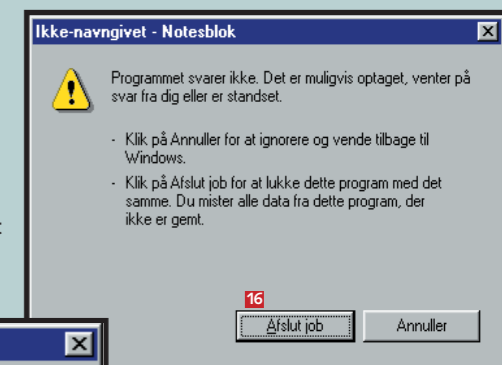 Ikke-navngivet - Notesblok
Programmet svarer ikke. Det er muligvis optaget, venter på
svar fra dig eller er standset.
- Klik på Annuller for at ignorere og vende tilbage til
Windows.
- Klik på Afslut job for at lukke dette program med det
samme. Du mister alle data fra dette program, der
ikke er gemt.
16
Afslut job Annuller